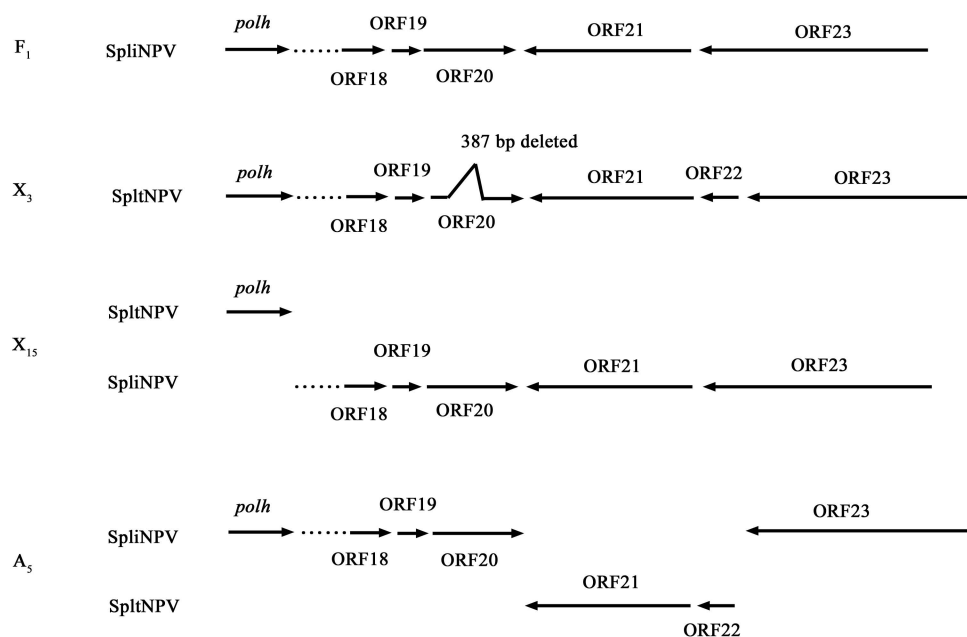 F1 SpliNPV polh ORF18 ORF19 ORF20 ORF21 ORF23
387 bp deleted
X3 SpltNPV polh ORF18 ORF19 ORF20 ORF21 ORF22 ORF23
X15
SpltNPV polh
SpliNPV ORF18 ORF19 ORF20 ORF21 ORF23
A5
SpliNPV polh ORF18 ORF19 ORF20 ORF23
SpltNPV ORF21 ORF22